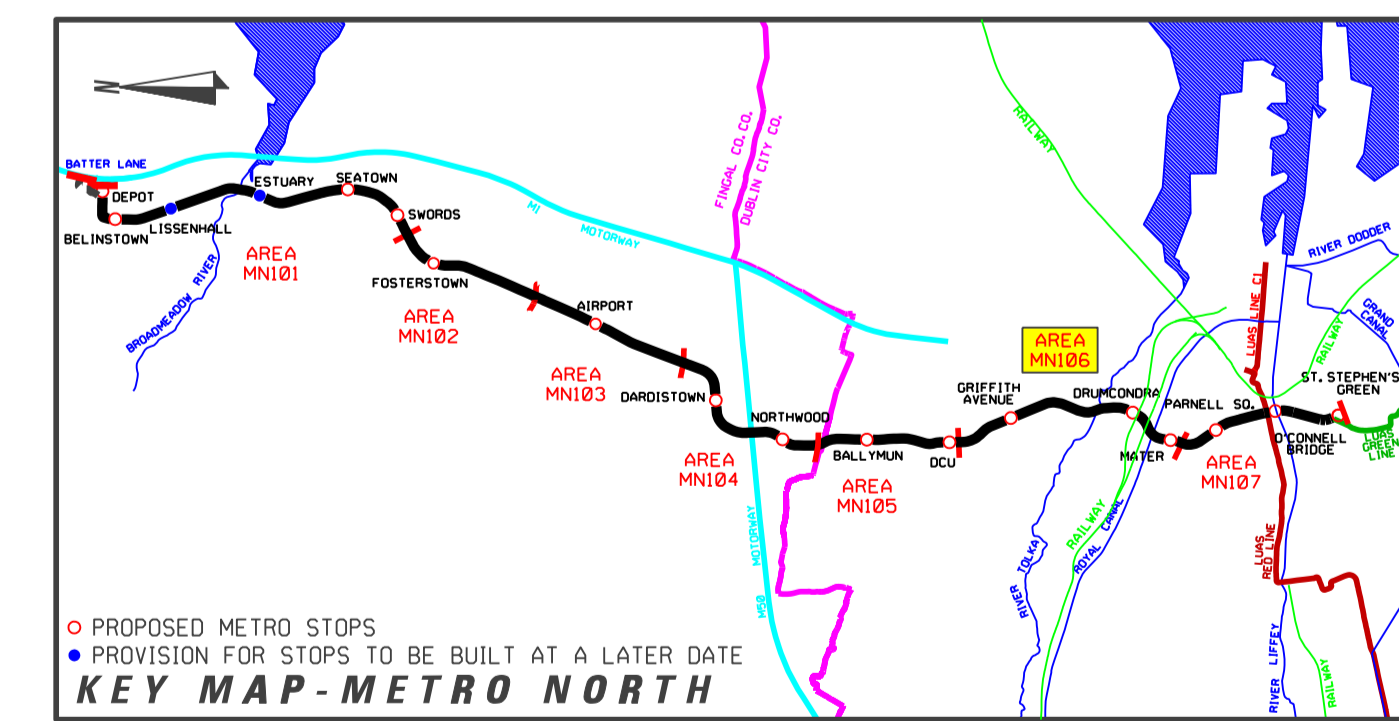 N
BATTER LANE
DEPOT
BELINSTOWN
LISSENHALL
ESTUARY
SEATOWN
SWORDS
FOSTERSTOWN
AIRPORT
DARDISTOWN
NORTHWOOD
BALLYMUN
DCU
GRIFFITH
AVENUE
DRUMCONDRA
MATER
PARNELL SQ.
O'CONNELL
BRIDGE
ST. STEPHEN'S
GREEN
AREA
MN101
AREA
MN102
AREA
MN103
AREA
MN104
AREA
MN105
AREA
MN106
AREA
MN107
BROADMEADOW RIVER
M1
MOTORWAY
FINGAL CO. CO.
DUBLIN CITY CO.
MOTORWAY
M50
RAILWAY
RIVER TOLKA
RAILWAY
ROYAL CANAL
LUAS LINE C1
LUAS
RED LINE
RIVER LIFFEY
RAILWAY
RIVER DODDER
GRAND
CANAL
RAILWAY
LUAS
GREEN
LINE
PROPOSED METRO STOPS
PROVISION FOR STOPS TO BE BUILT AT A LATER DATE
KEY MAP-METRO NORTH